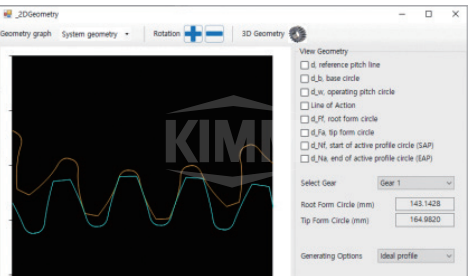 _2DGeometry
Geometry graph System geometry Rotation 3D Geometry
View Geometry
d, reference pitch line
d_b, base circle
d_w, operating pitch circle
Line of Action
d_Ff, root form circle
d_Fa, tip form circle
d_Nf, start of active profile circle (SAP)
d_Na, end of active profile circle (EAP)
Select Gear Gear 1
Root Form Circle (mm) 143.1428
Tip Form Circle (mm) 164.9820
Generating Options Ideal profile
KIMM